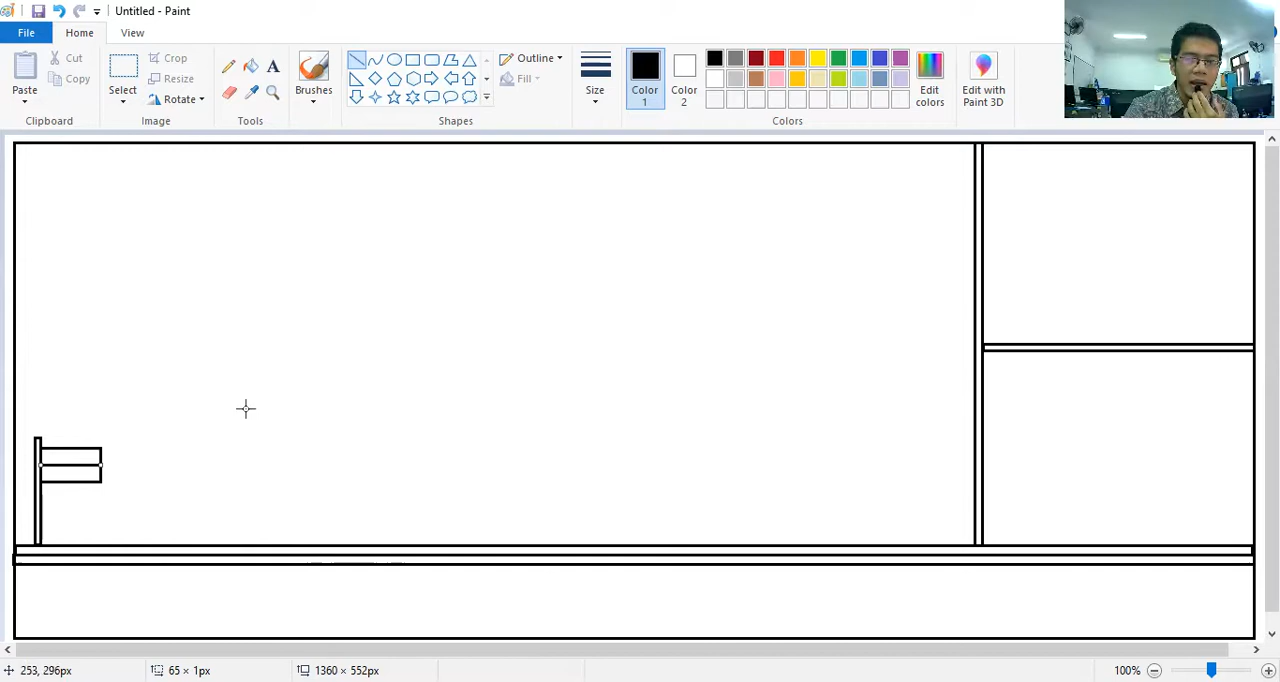 Untitled - Paint
File
Home
View
Paste
Cut
Copy
Clipboard
Select
Crop
Resize
Rotate
Image
Tools
Brushes
Shapes
Outline
Fill
Size
Color 1
Color 2
Edit colors
Colors
Edit with Paint 3D
253, 296px
65 × 1px
1360 × 552px
100%